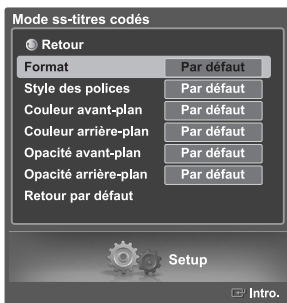 Mode ss-titres codés
Retour
Format Par défaut
Style des polices Par défaut
Couleur avant-plan Par défaut
Couleur arrière-plan Par défaut
Opacité avant-plan Par défaut
Opacité arrière-plan Par défaut
Retour par défaut
Setup
Intro.